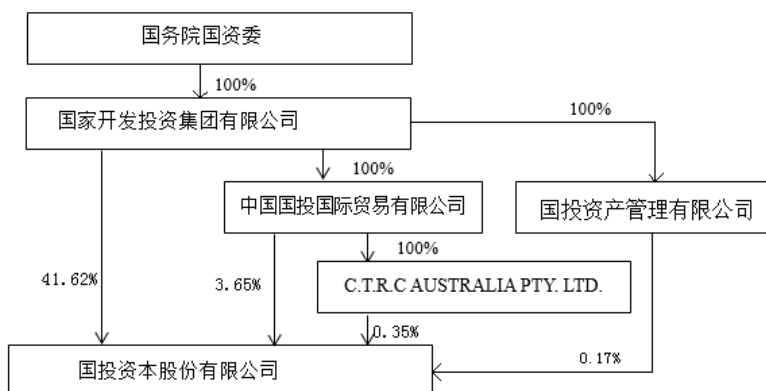 国务院国资委
100%
国家开发投资集团有限公司
100%
100%
中国国投国际贸易有限公司
国投资产管理有限公司
100%
41.62%
3.65%
C.T.R.C AUSTRALIA PTY. LTD.
0.35%
国投资本股份有限公司
0.17%